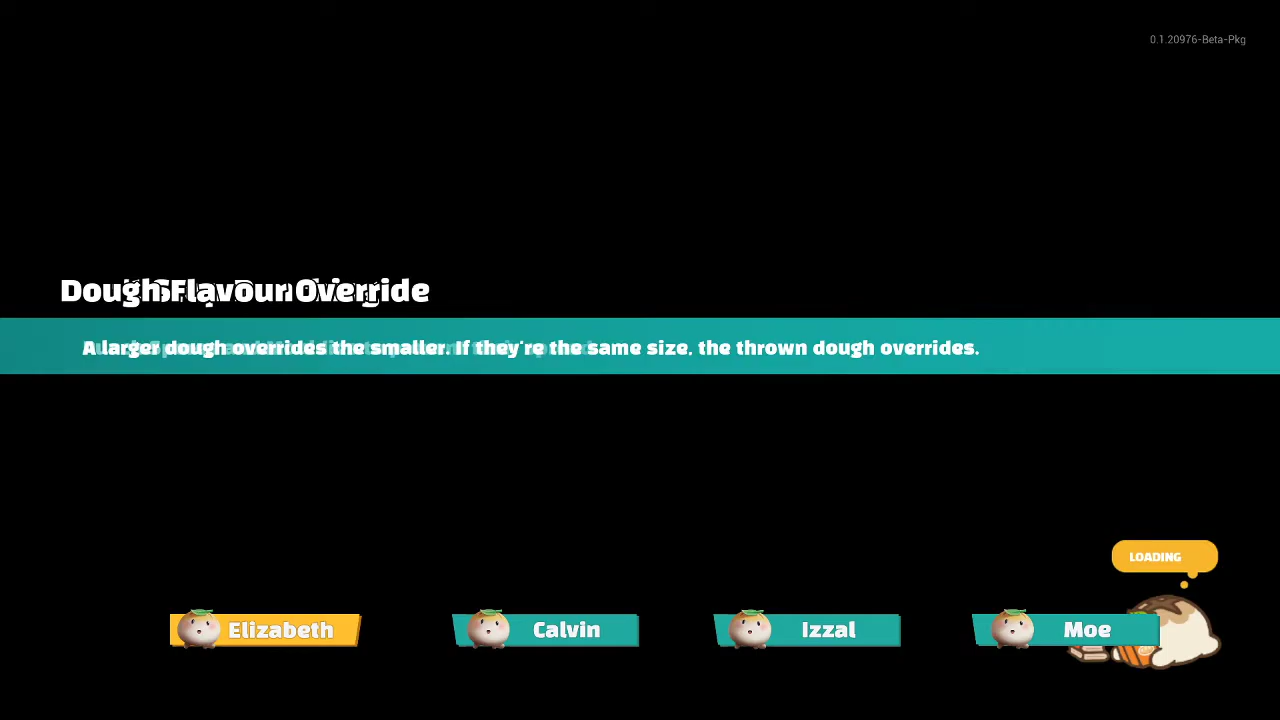 0.1.20976-Beta-Pkg
Dough Flavour Override
A larger dough overrides the smaller. If they're the same size, the thrown dough overrides.
LOADING
Elizabeth
Calvin
Izzal
Moe